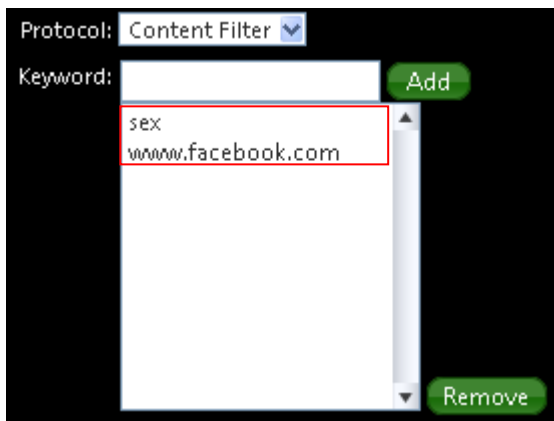 Protocol: Content Filter
Keyword: Add
sex
www.facebook.com
Remove